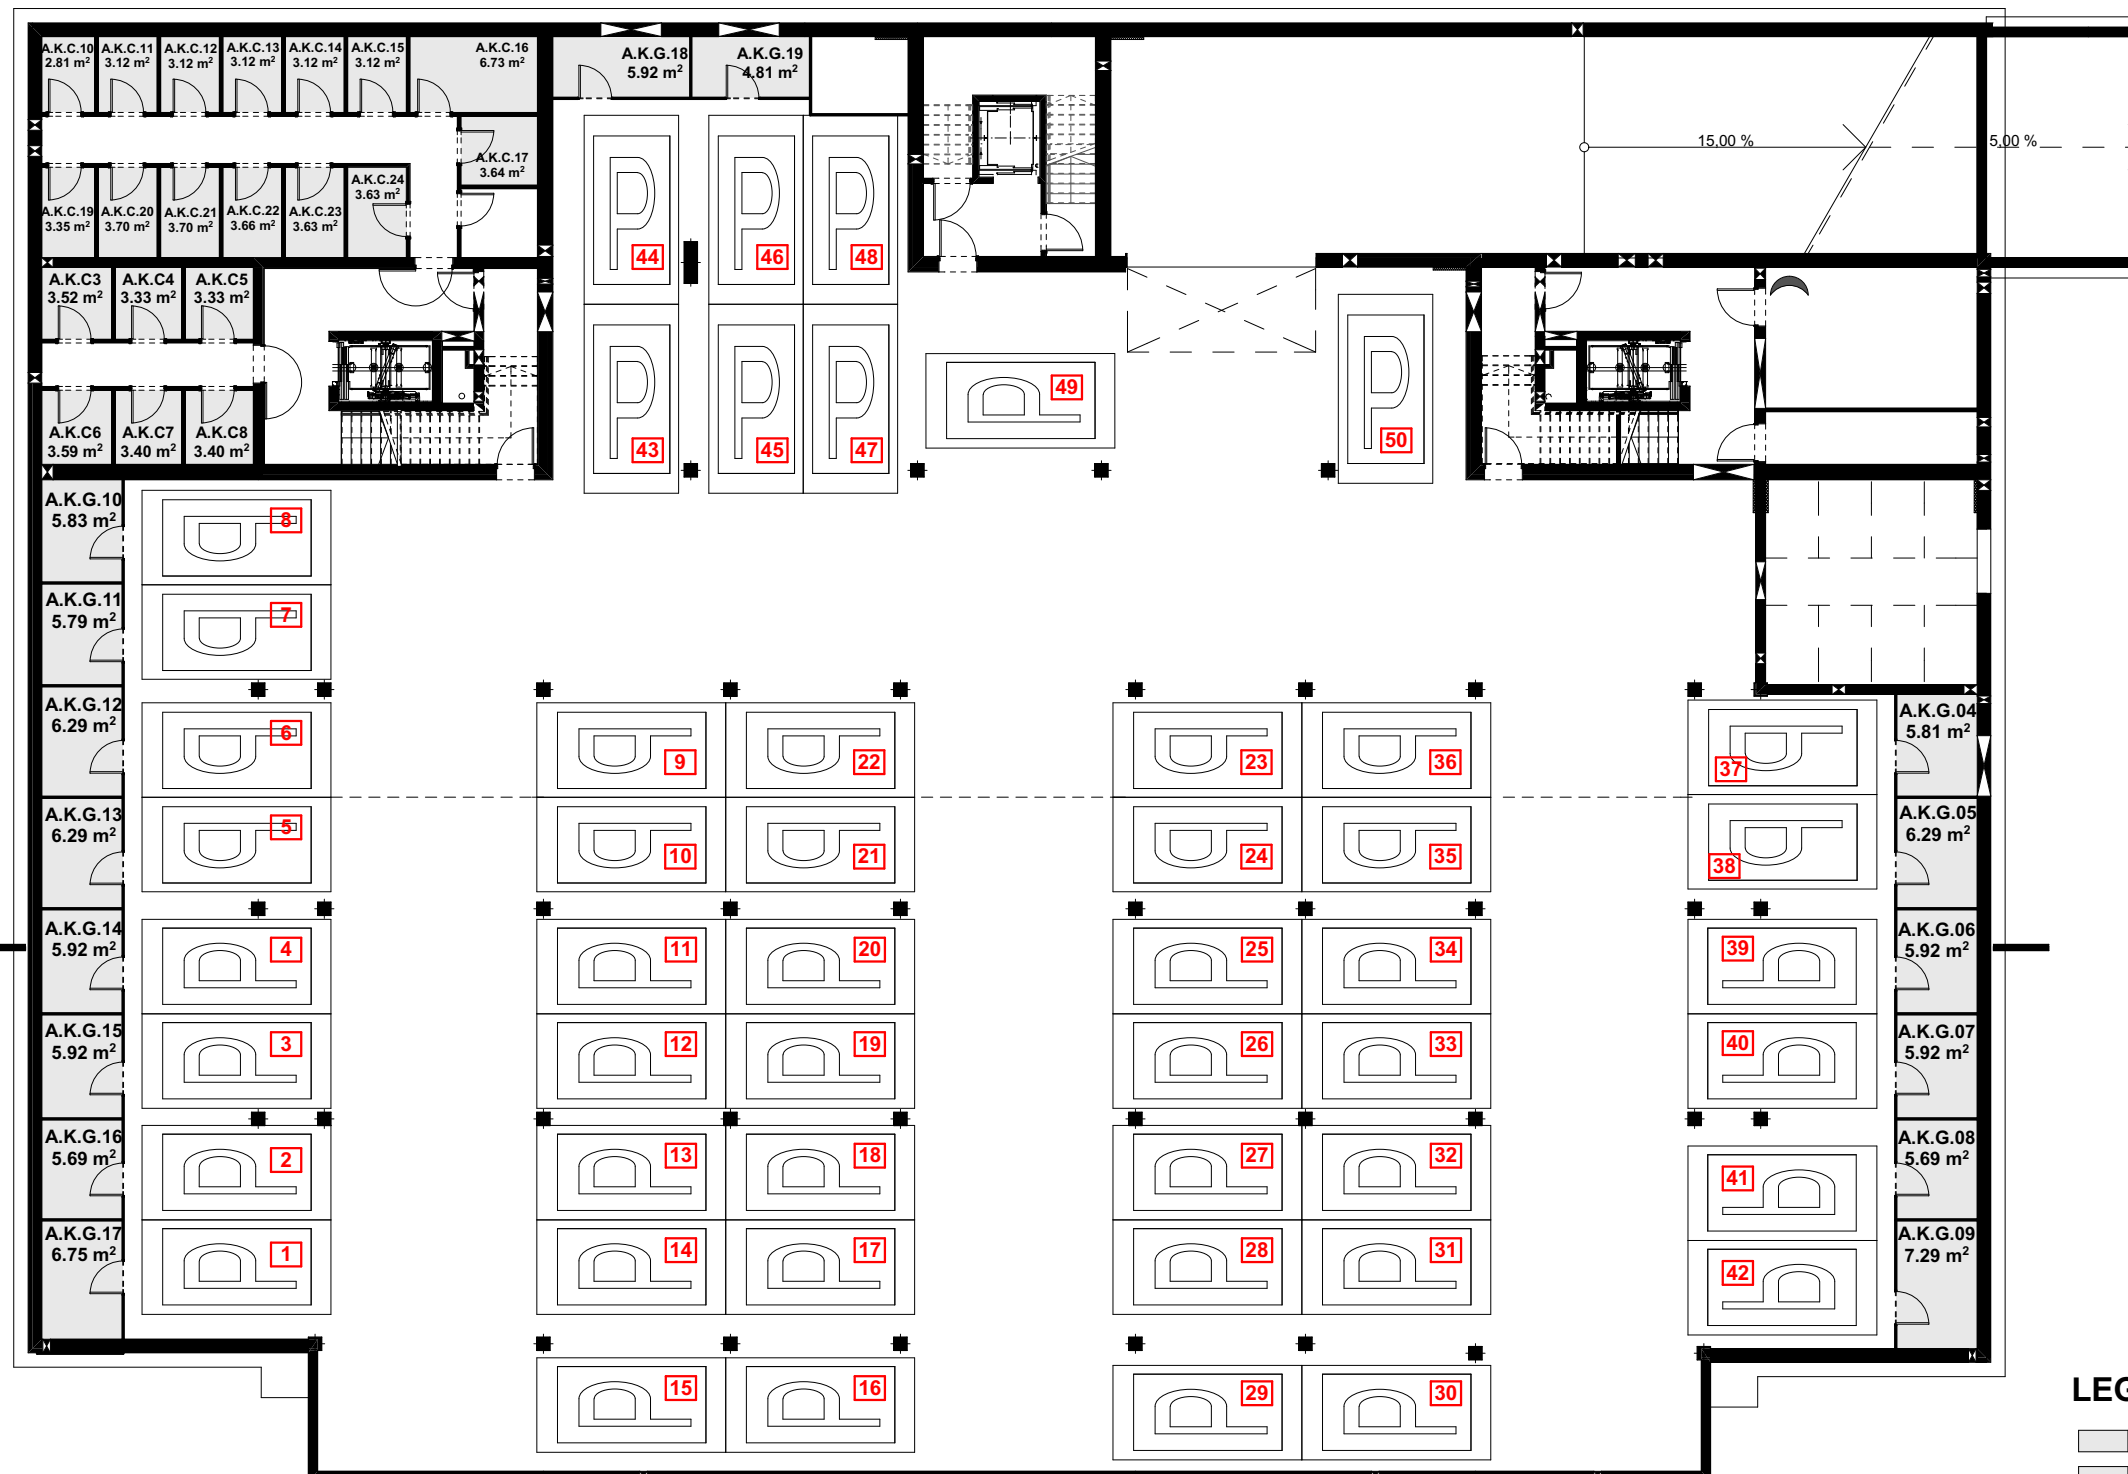 A.K.C.10
2.81 m²
A.K.C.11
3.12 m²
A.K.C.12
3.12 m²
A.K.C.13
3.12 m²
A.K.C.14
3.12 m²
A.K.C.15
3.12 m²
A.K.C.16
6.73 m²
A.K.G.18
5.92 m²
A.K.G.19
4.81 m²
15,00 %
5,00 %
A.K.C.17
3.64 m²
A.K.C.19
3.35 m²
A.K.C.20
3.70 m²
A.K.C.21
3.70 m²
A.K.C.22
3.66 m²
A.K.C.23
3.63 m²
A.K.C.24
3.63 m²
P
44
P
46
P
48
A.K.C3
3.52 m²
A.K.C4
3.33 m²
A.K.C5
3.33 m²
A.K.C6
3.59 m²
A.K.C7
3.40 m²
A.K.C8
3.40 m²
P
43
P
45
P
47
P
49
P
50
A.K.G.10
5.83 m²
P
8
A.K.G.11
5.79 m²
P
7
A.K.G.12
6.29 m²
P
6
P
9
P
22
P
23
P
36
P
37
A.K.G.04
5.81 m²
A.K.G.13
6.29 m²
P
5
P
10
P
21
P
24
P
35
P
38
A.K.G.05
6.29 m²
A.K.G.14
5.92 m²
P
4
P
11
P
20
P
25
P
34
P
39
A.K.G.06
5.92 m²
A.K.G.15
5.92 m²
P
3
P
12
P
19
P
26
P
33
P
40
A.K.G.07
5.92 m²
A.K.G.16
5.69 m²
P
2
P
13
P
18
P
27
P
32
P
41
A.K.G.08
5.69 m²
A.K.G.17
6.75 m²
P
1
P
14
P
17
P
28
P
31
P
42
A.K.G.09
7.29 m²
P
15
P
16
P
29
P
30
LEG